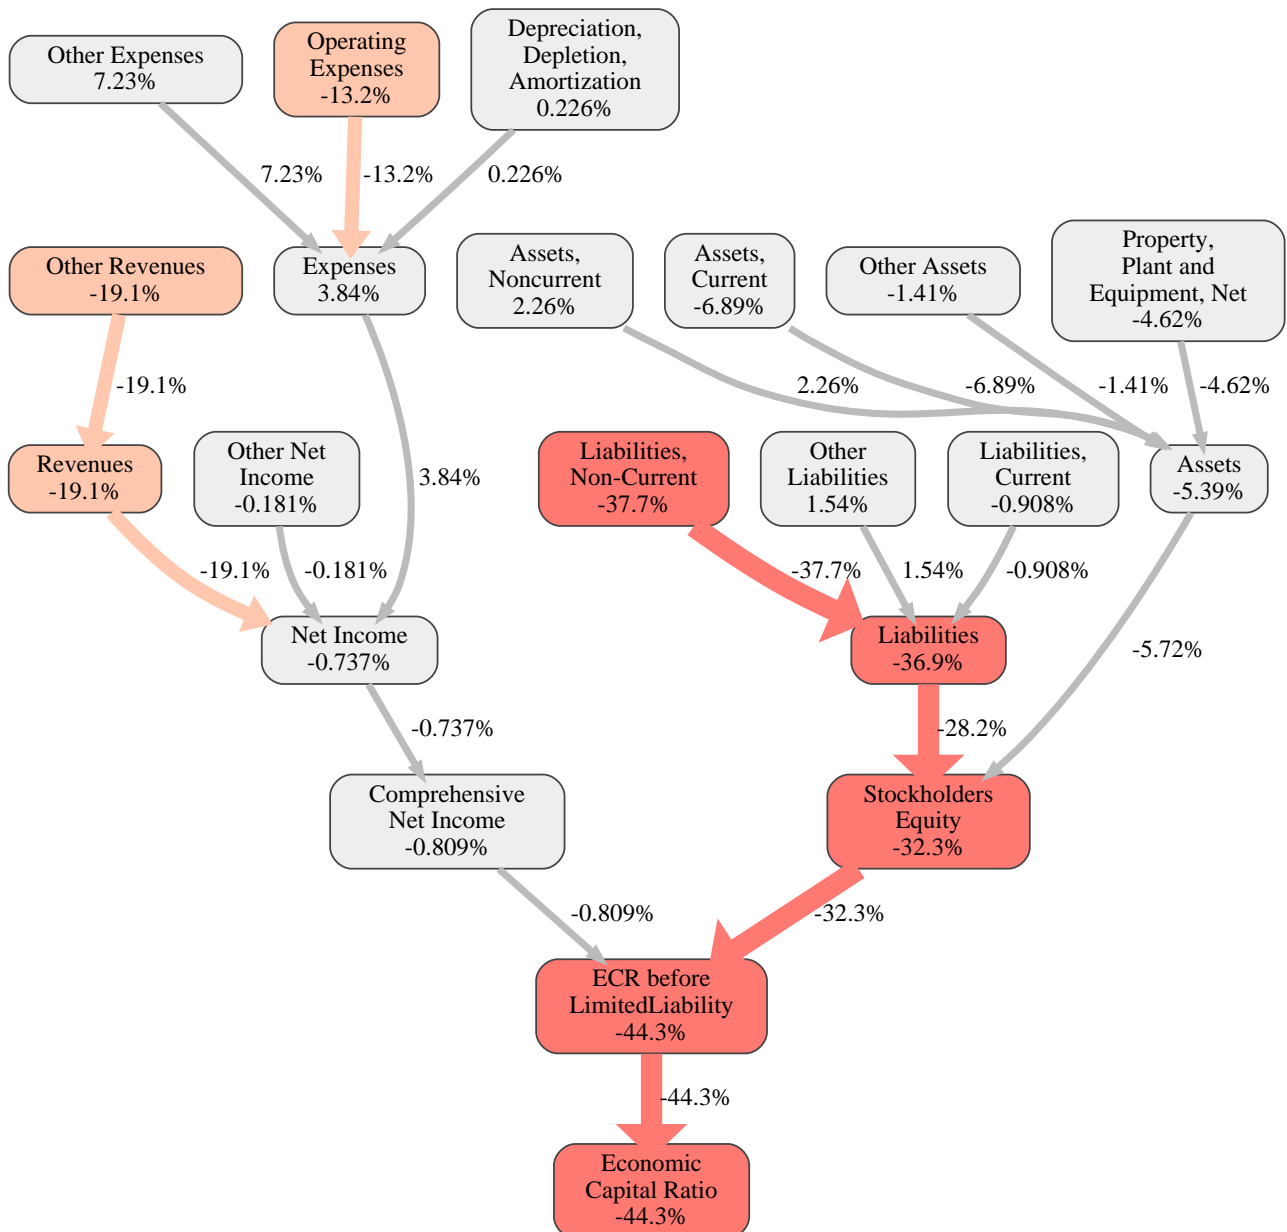 Other Expenses
7.23%
Operating
Expenses
-13.2%
Depreciation,
Depletion,
Amortization
0.226%
7.23%
-13.2%
0.226%
Other Revenues
-19.1%
Expenses
3.84%
Assets,
Noncurrent
2.26%
Assets,
Current
-6.89%
Other Assets
-1.41%
Property,
Plant and
Equipment, Net
-4.62%
-19.1%
2.26%
-6.89%
-1.41%
-4.62%
Revenues
-19.1%
Other Net
Income
-0.181%
3.84%
Liabilities,
Non-Current
-37.7%
Other
Liabilities
1.54%
Liabilities,
Current
-0.908%
Assets
-5.39%
-19.1%
-0.181%
-37.7%
1.54%
-0.908%
Net Income
-0.737%
Liabilities
-36.9%
-5.72%
-0.737%
-28.2%
Comprehensive
Net Income
-0.809%
Stockholders
Equity
-32.3%
-0.809%
-32.3%
ECR before
LimitedLiability
-44.3%
-44.3%
Economic
Capital Ratio
-44.3%